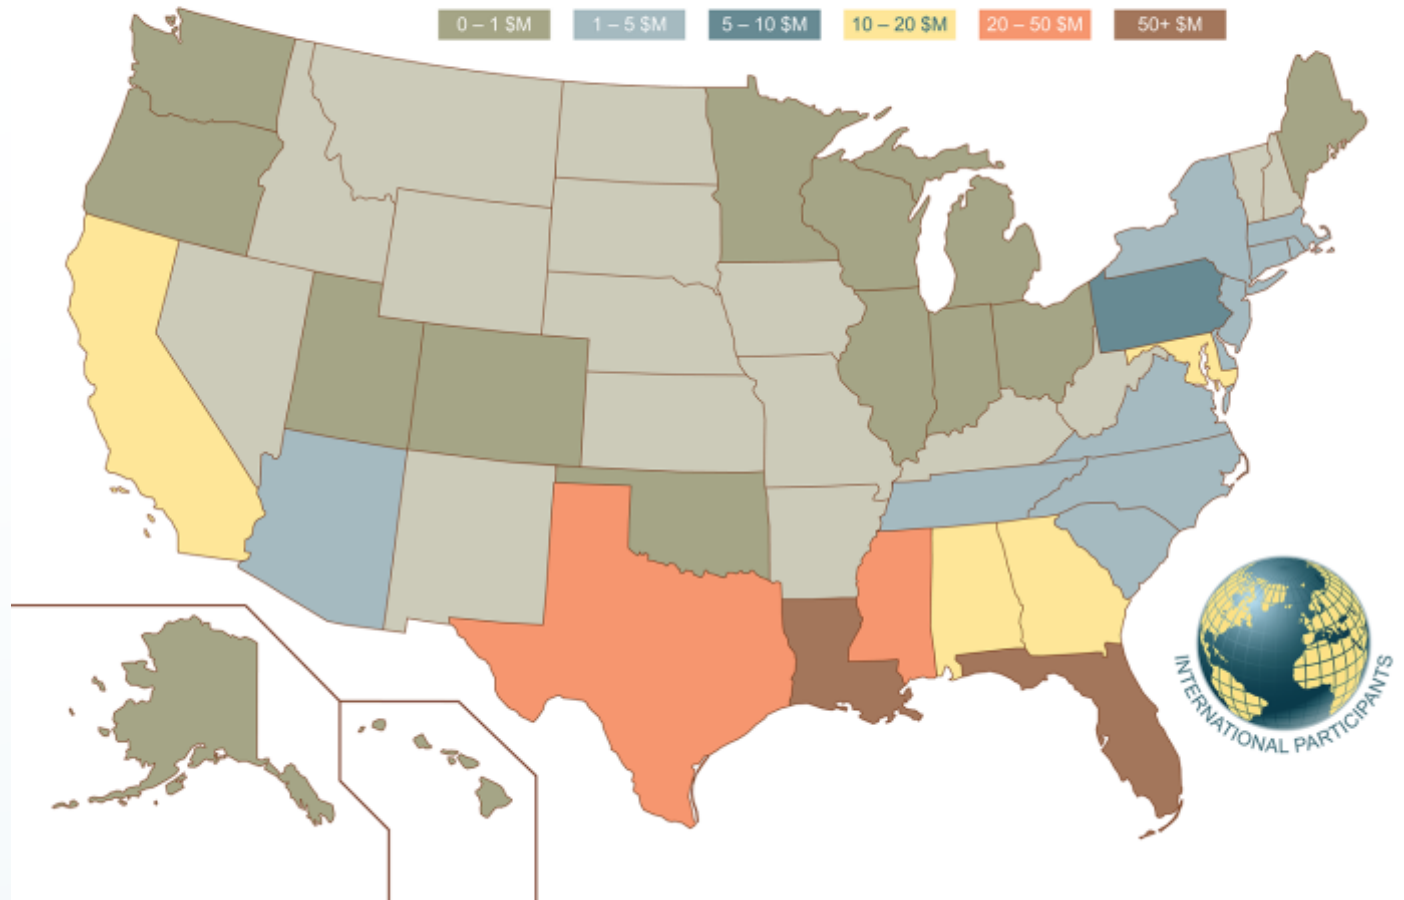 0 – 1 $M
1 – 5 $M
5 – 10 $M
10 – 20 $M
20 – 50 $M
50+ $M
INTERNATIONAL PARTICIPANTS